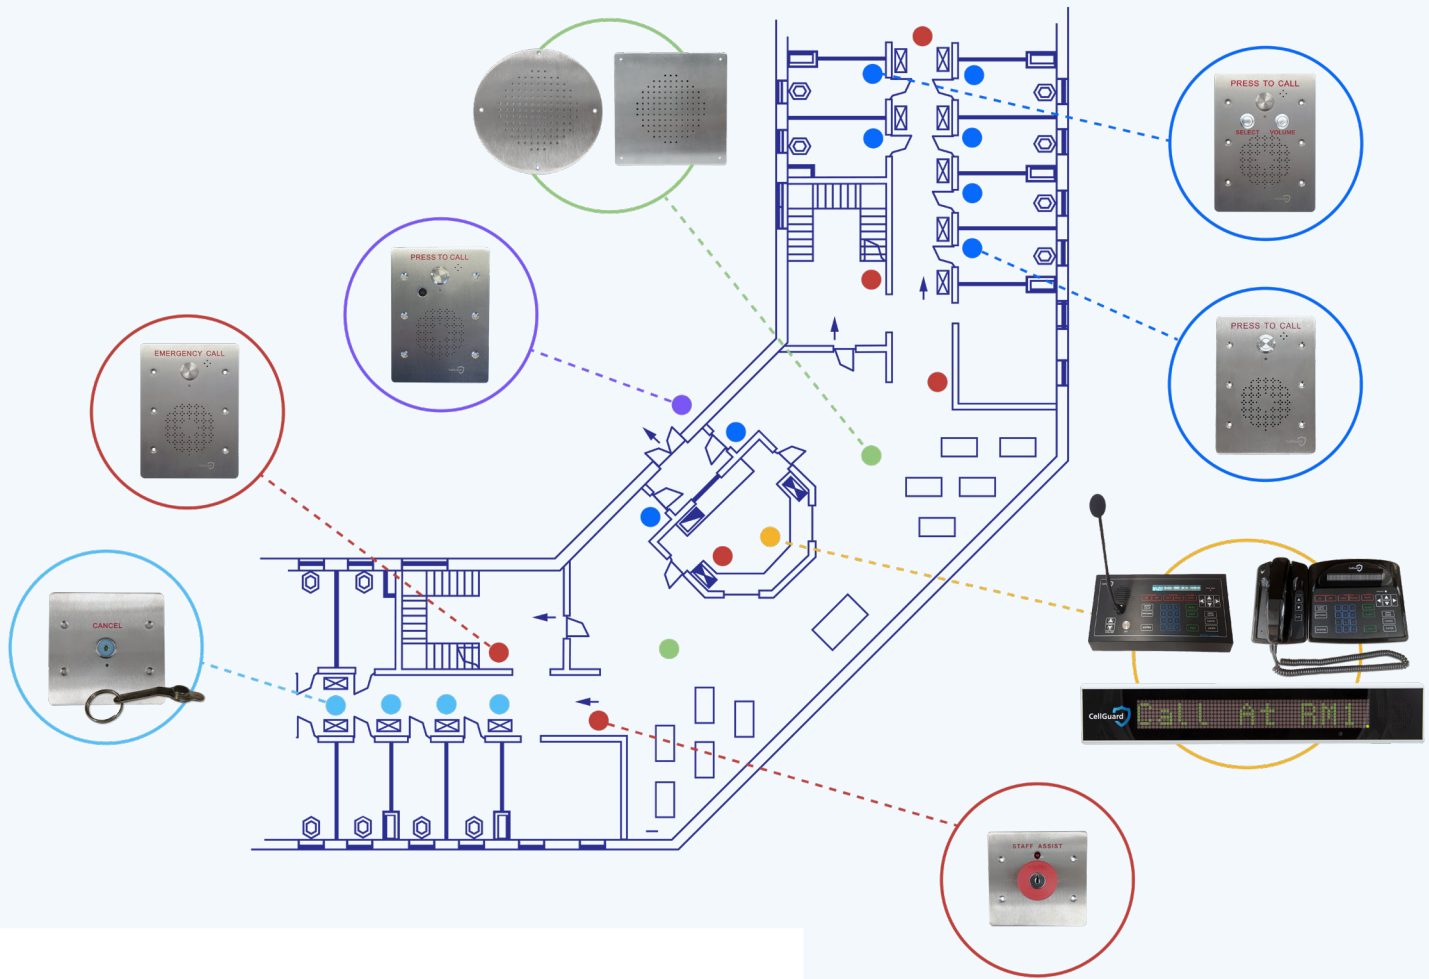 PRESS TO CALL
SELECT VOLUME
PRESS TO CALL
EMERGENCY CALL
PRESS TO CALL
CANCEL
CellGuard
Call At RM1
STAFF ASSIST